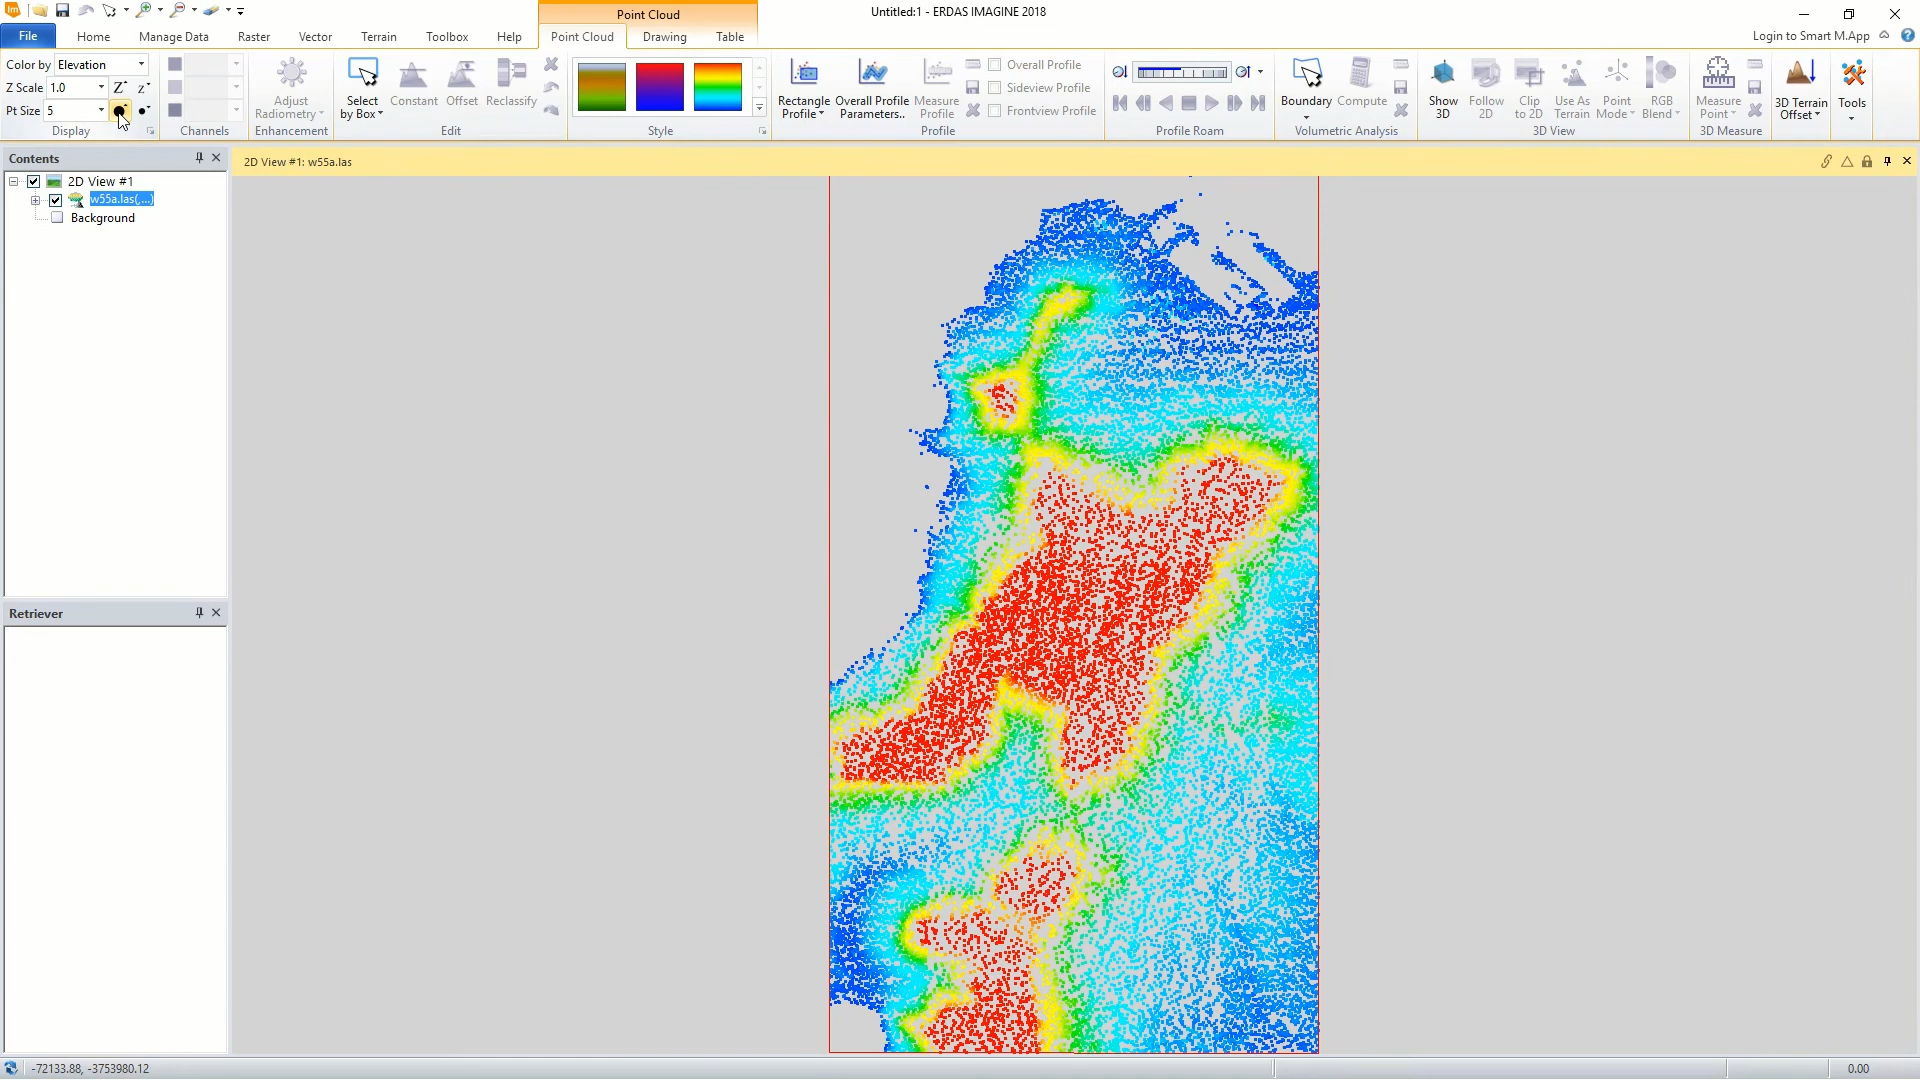 Point Cloud
Untitled:1 - ERDAS IMAGINE 2018
File
Home
Manage Data
Raster
Vector
Terrain
Toolbox
Help
Point Cloud
Drawing
Table
Login to Smart M.App
Color by Elevation
Z Scale 1.0
Pt Size 5
Display
Channels
Adjust
Radiometry
Enhancement
Select
by Box
Constant
Offset
Reclassify
Edit
Style
Rectangle
Profile
Overall Profile
Parameters..
Measure
Profile
Overall Profile
Sideview Profile
Frontview Profile
Profile
Profile Roam
Boundary
Compute
Volumetric Analysis
Show
3D
Follow
2D
Clip
to 2D
Use As
Terrain
Point
Mode
RGB
Blend
3D View
Measure
Point
3D Measure
3D Terrain
Offset
Tools
Contents
2D View #1
w55a.las(,...)
Background
2D View #1: w55a.las
Retriever
-72133.88, -3753980.12
0.00